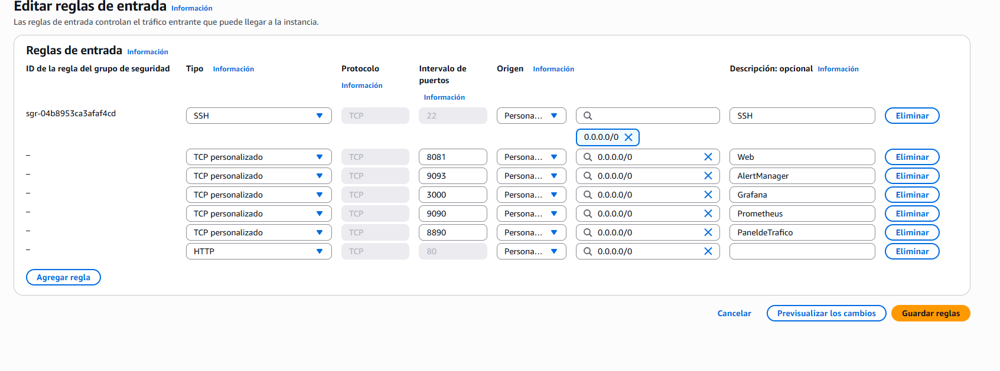 Editar reglas de entrada Información
Las reglas de entrada controlan el tráfico entrante que puede llegar a la instancia.
Reglas de entrada Información
ID de la regla del grupo de seguridad Tipo Información Protocolo Información Intervalo de puertos Información Origen Información Descripción: opcional Información
sgr-04b8953ca3afaf4cd SSH TCP 22 Persona... SSH Eliminar
0.0.0.0/0
– TCP personalizado TCP 8081 Persona... 0.0.0.0/0 Web Eliminar
– TCP personalizado TCP 9093 Persona... 0.0.0.0/0 AlertManager Eliminar
– TCP personalizado TCP 3000 Persona... 0.0.0.0/0 Grafana Eliminar
– TCP personalizado TCP 9090 Persona... 0.0.0.0/0 Prometheus Eliminar
– TCP personalizado TCP 8890 Persona... 0.0.0.0/0 PaneldeTrafico Eliminar
– HTTP TCP 80 Persona... 0.0.0.0/0 Eliminar
Agregar regla
Cancelar Previsualizar los cambios Guardar reglas